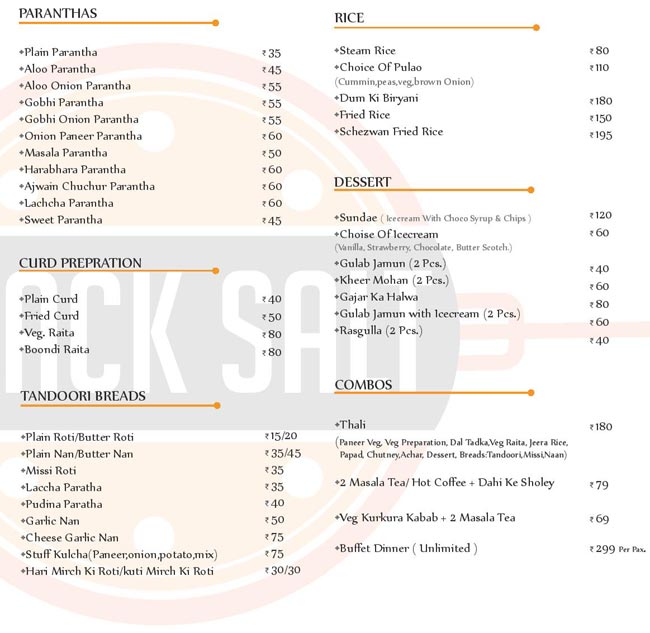 PARANTHAS
✦Plain Parantha ₹ 35
✦Aloo Parantha ₹ 45
✦Aloo Onion Parantha ₹ 55
✦Gobhi Parantha ₹ 55
✦Gobhi Onion Parantha ₹ 55
✦Onion Paneer Parantha ₹ 60
✦Masala Parantha ₹ 50
✦Harabhara Parantha ₹ 60
✦Ajwain Chuchur Parantha ₹ 60
✦Lachcha Parantha ₹ 60
✦Sweet Parantha ₹ 45
CURD PREPRATION
✦Plain Curd ₹ 40
✦Fried Curd ₹ 50
✦Veg. Raita ₹ 80
✦Boondi Raita ₹ 80
TANDOORI BREADS
✦Plain Roti/Butter Roti ₹ 15/20
✦Plain Nan/Butter Nan ₹ 35/45
✦Missi Roti ₹ 35
✦Laccha Paratha ₹ 35
✦Pudina Paratha ₹ 40
✦Garlic Nan ₹ 50
✦Cheese Garlic Nan ₹ 75
✦Stuff Kulcha(Paneer,onion,potato,mix) ₹ 75
✦Hari Mirch Ki Roti/kuti Mirch Ki Roti ₹ 30/30
RICE
✦Steam Rice ₹ 80
✦Choice Of Pulao ₹ 110
(Cummin,peas,veg,brown Onion)
✦Dum Ki Biryani ₹ 180
✦Fried Rice ₹ 150
✦Schezwan Fried Rice ₹ 195
DESSERT
✦Sundae ( Icecream With Choco Syrup & Chips ) ₹ 120
✦Choise Of Icecream ₹ 60
(Vanilla, Strawberry, Chocolate, Butter Scotch.)
✦Gulab Jamun (2 Pcs.) ₹ 40
✦Kheer Mohan (2 Pcs.) ₹ 60
✦Gajar Ka Halwa ₹ 80
✦Gulab Jamun with Icecream (2 Pcs.) ₹ 60
✦Rasgulla (2 Pcs.) ₹ 40
COMBOS
✦Thali ₹ 180
(Paneer Veg, Veg Preparation, Dal Tadka,Veg Raita, Jeera Rice,
Papad, Chutney,Achar, Dessert, Breads:Tandoori,Missi,Naan)
✦2 Masala Tea/ Hot Coffee + Dahi Ke Sholey ₹ 79
✦Veg Kurkura Kabab + 2 Masala Tea ₹ 69
✦Buffet Dinner ( Unlimited ) ₹ 299 Per Pax.
ACK SALT